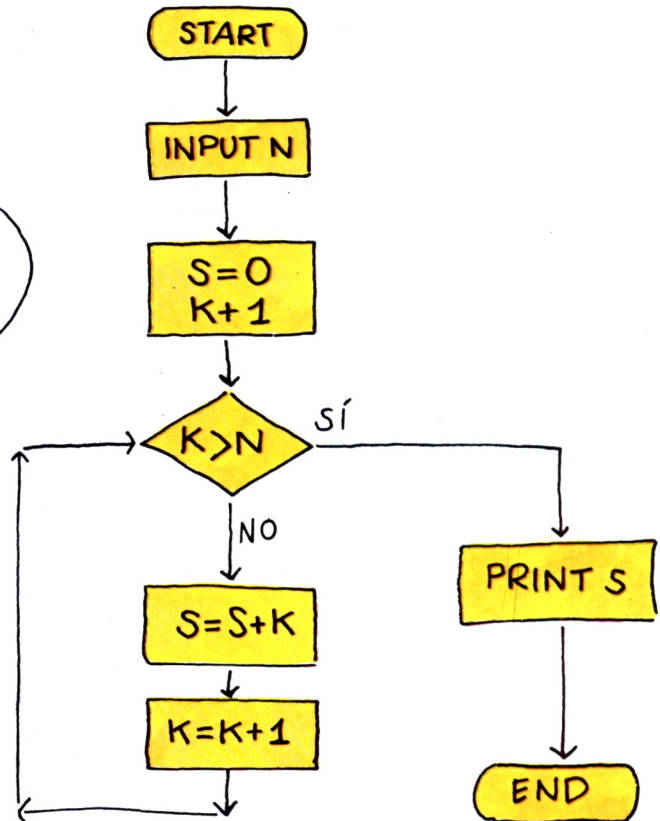 START
INPUT N
S=0
K+1
K>N
SÍ
NO
S=S+K
K=K+1
PRINT S
END